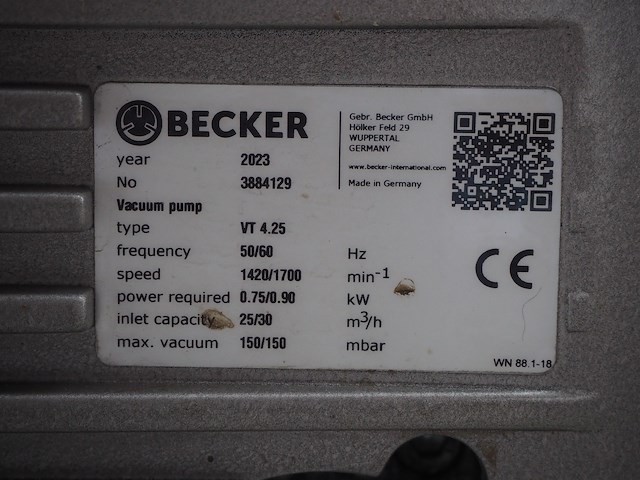 BECKER
year 2023
No 3884129
Vacuum pump
type VT 4.25
frequency 50/60 Hz
speed 1420/1700 min-1
power required 0.75/0.90 kW
inlet capacity 25/30 m3/h
max. vacuum 150/150 mbar
Gebr. Becker GmbH
Hölker Feld 29
WUPPERTAL
GERMANY
www.becker-international.com
Made in Germany
CE
WN 88.1-18